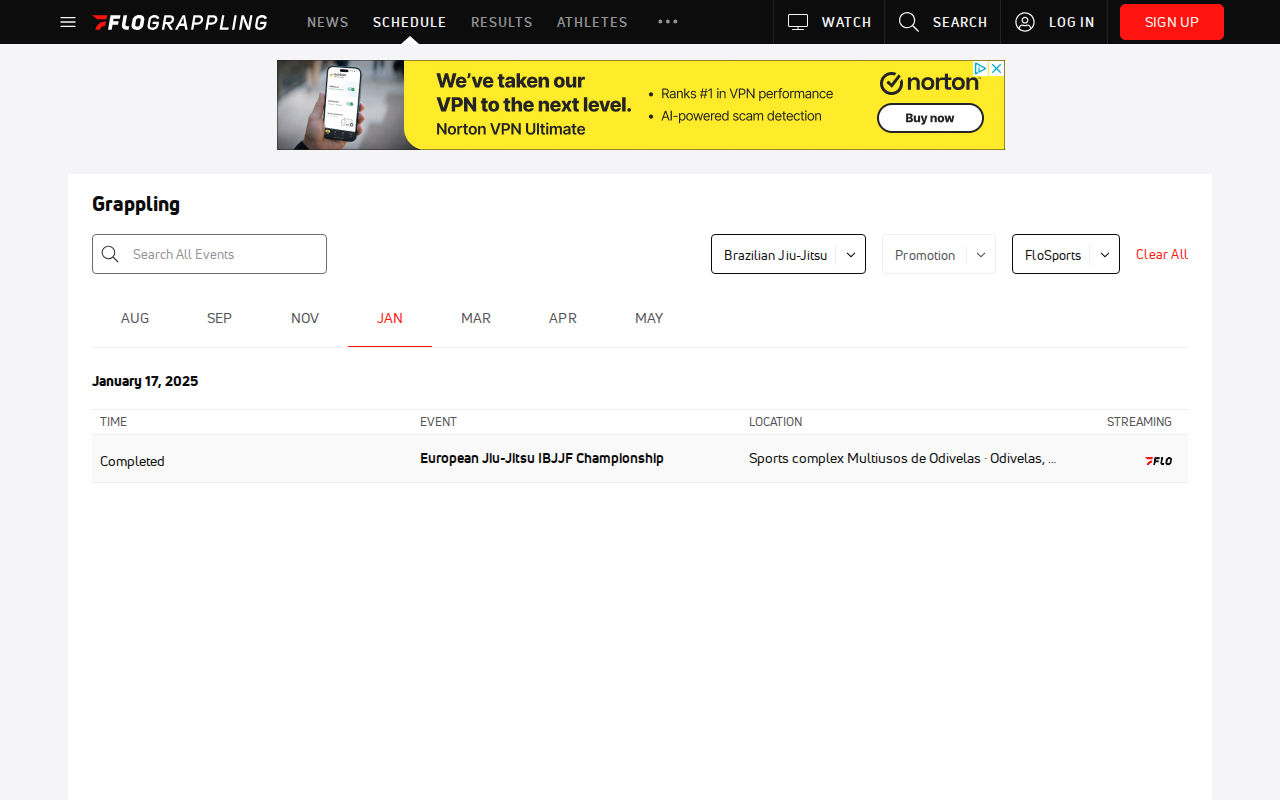 FLOGRAPPLING NEWS SCHEDULE RESULTS ATHLETES WATCH SEARCH LOG IN SIGN UP
We've taken our
VPN to the next level.
Norton VPN Ultimate
• Ranks #1 in VPN performance
• AI-powered scam detection
norton
Buy now
Grappling
Search All Events Brazilian Jiu-Jitsu Promotion FloSports Clear All
AUG SEP NOV JAN MAR APR MAY
January 17, 2025
TIME EVENT LOCATION STREAMING
Completed European Jiu-Jitsu IBJJF Championship Sports complex Multiusos de Odivelas · Odivelas, ... FLO